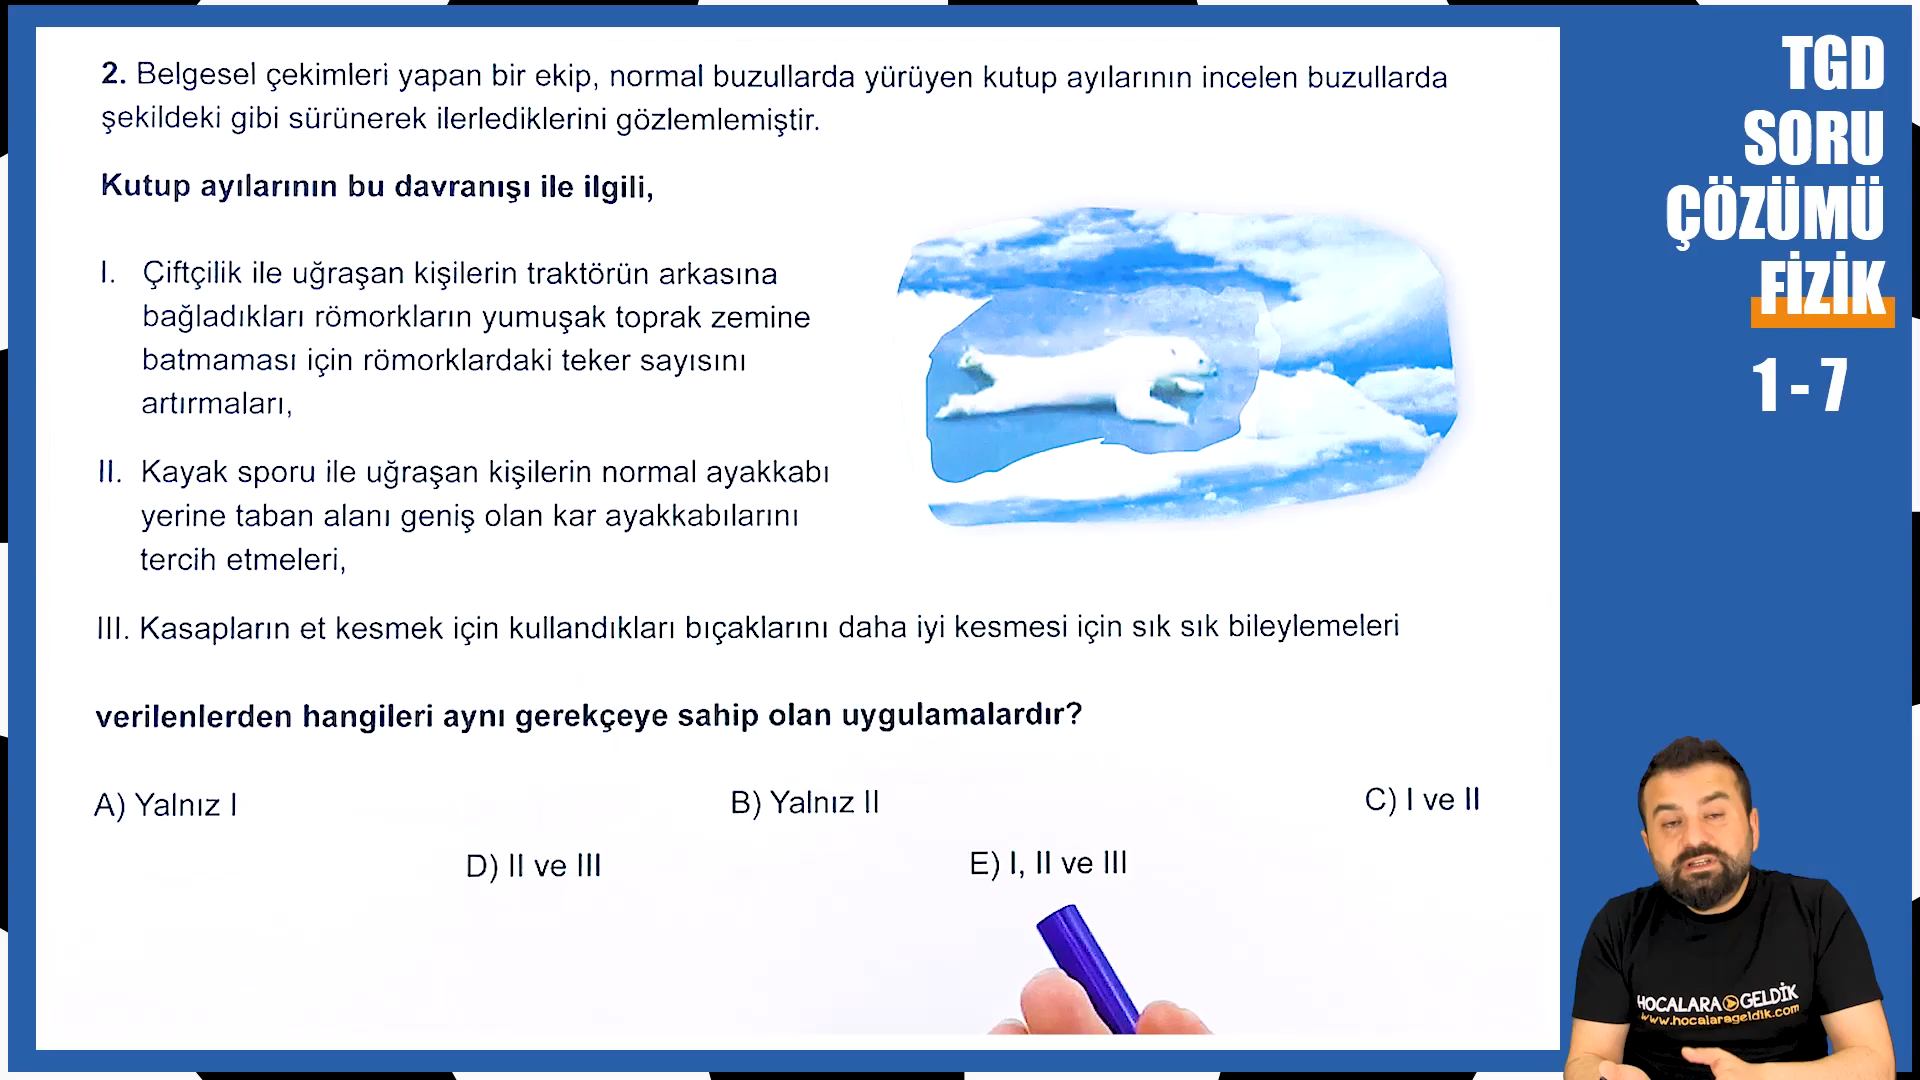 2. Belgesel çekimleri yapan bir ekip, normal buzullarda yürüyen kutup ayılarının incelen buzullarda
şekildeki gibi sürünerek ilerlediklerini gözlemlemiştir.
Kutup ayılarının bu davranışı ile ilgili,
I. Çiftçilik ile uğraşan kişilerin traktörün arkasına
bağladıkları römorkların yumuşak toprak zemine
batmaması için römorklardaki teker sayısını
artırmaları,
II. Kayak sporu ile uğraşan kişilerin normal ayakkabı
yerine taban alanı geniş olan kar ayakkabılarını
tercih etmeleri,
III. Kasapların et kesmek için kullandıkları bıçaklarını daha iyi kesmesi için sık sık bileylemeleri
verilenlerden hangileri aynı gerekçeye sahip olan uygulamalardır?
A) Yalnız I
B) Yalnız II
C) I ve II
D) II ve III
E) I, II ve III
TGD
SORU
ÇÖZÜMÜ
FİZİK
1 - 7
HOCALARA GELDİK
www.hocalarageldik.com